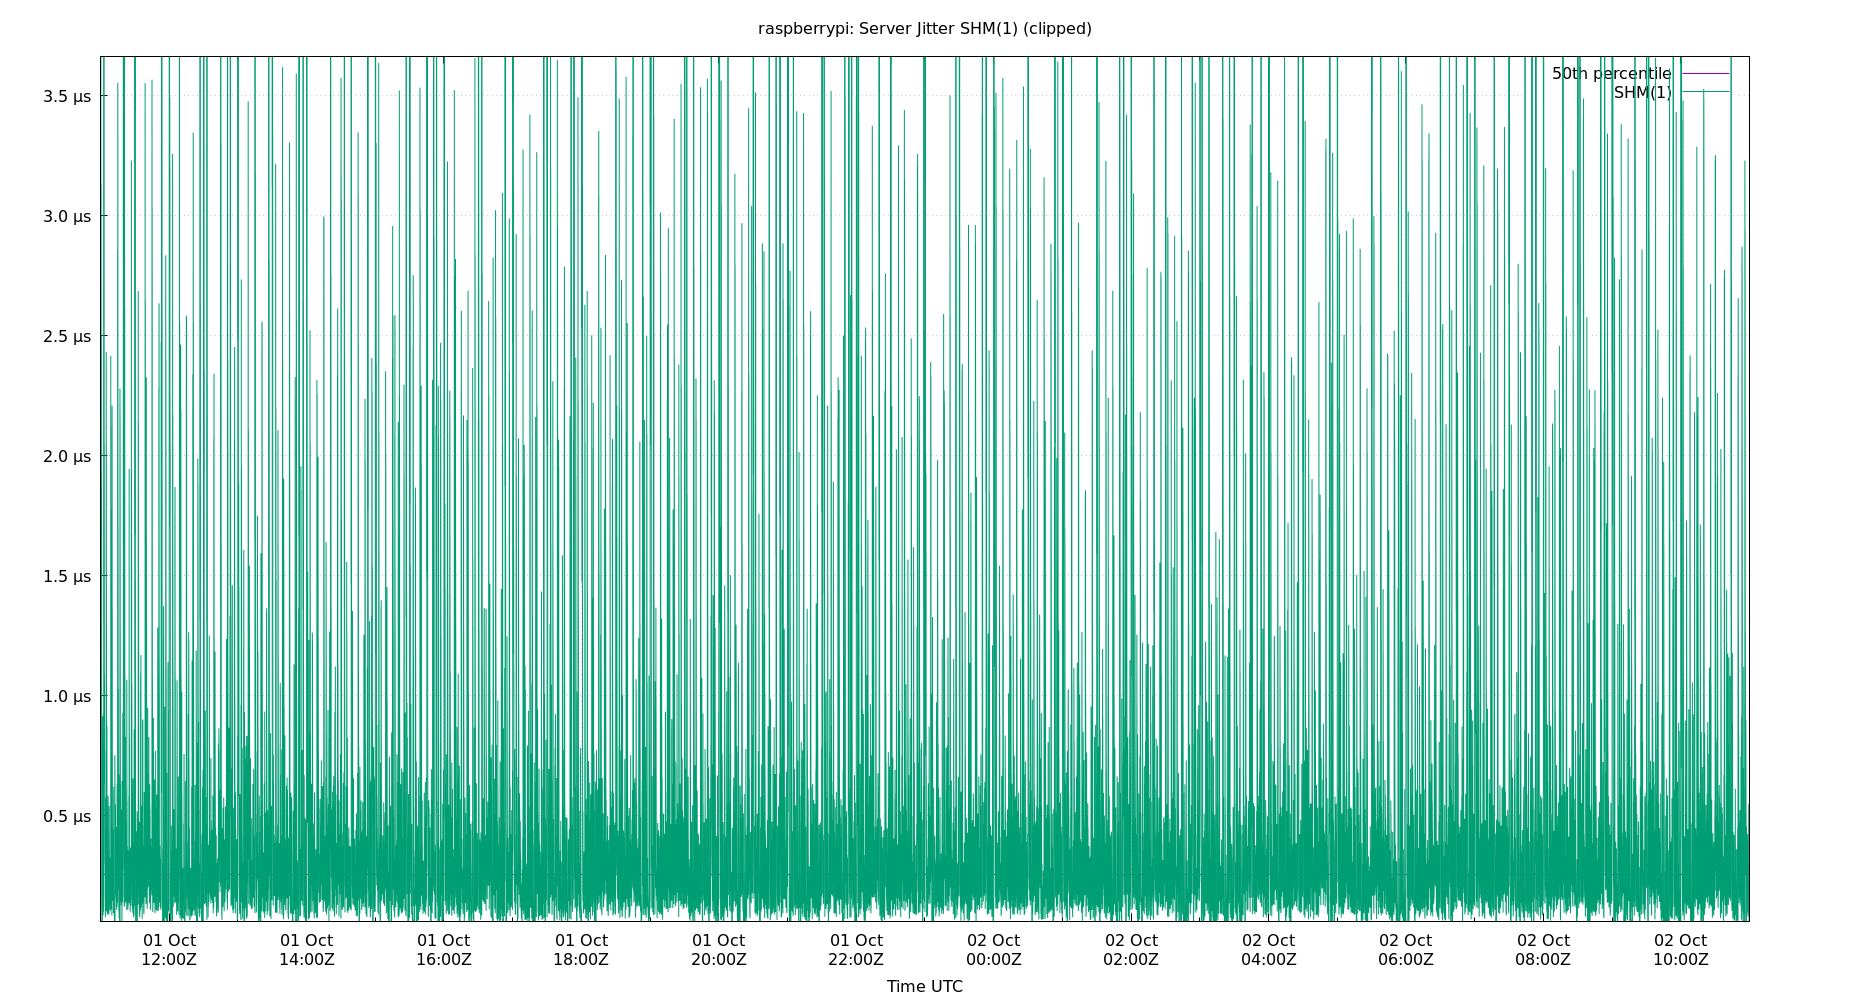 raspberrypi: Server Jitter SHM(1) (clipped)
50th percentile
SHM(1)
3.5 µs
3.0 µs
2.5 µs
2.0 µs
1.5 µs
1.0 µs
0.5 µs
01 Oct 01 Oct 01 Oct 01 Oct 01 Oct 01 Oct 02 Oct 02 Oct 02 Oct 02 Oct 02 Oct 02 Oct
12:00Z 14:00Z 16:00Z 18:00Z 20:00Z 22:00Z 00:00Z 02:00Z 04:00Z 06:00Z 08:00Z 10:00Z
Time UTC